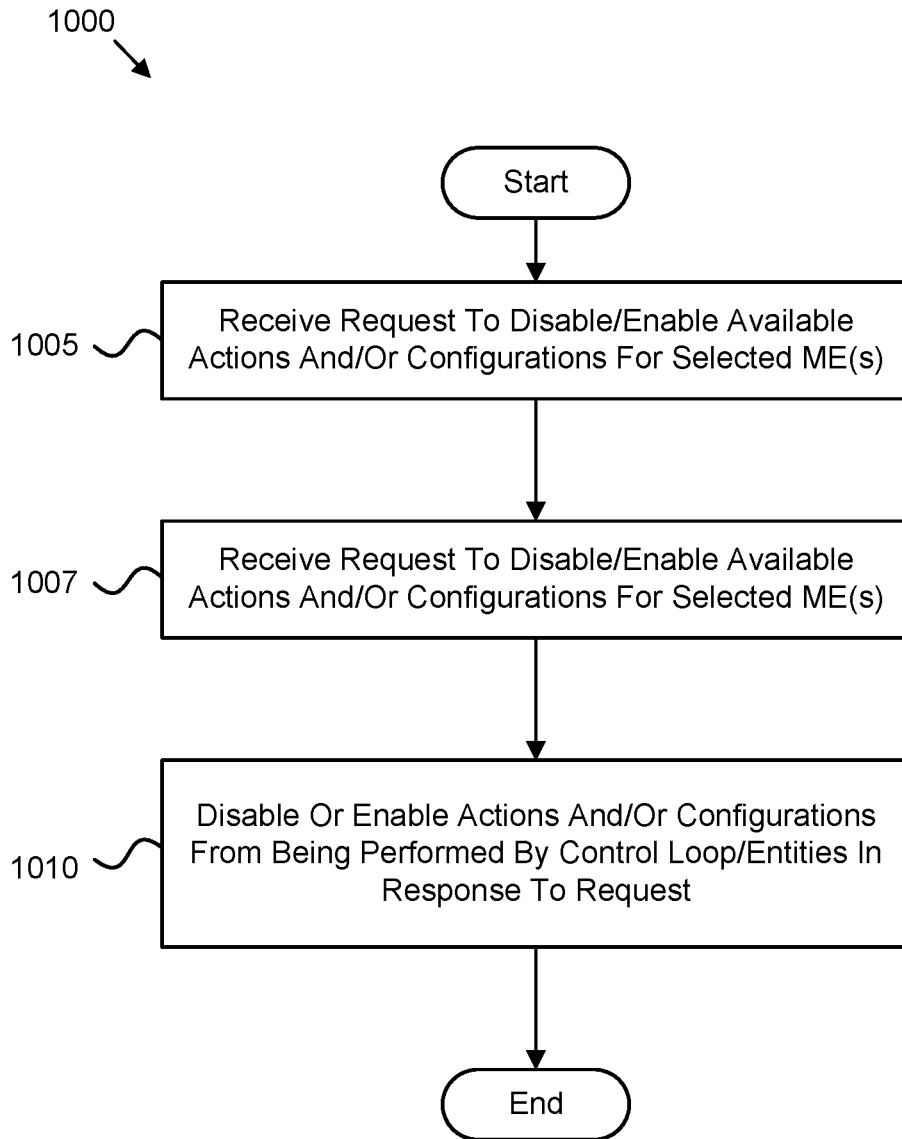 1000
Start
1005
Receive Request To Disable/Enable Available
Actions And/Or Configurations For Selected ME(s)
1007
Receive Request To Disable/Enable Available
Actions And/Or Configurations For Selected ME(s)
1010
Disable Or Enable Actions And/Or Configurations
From Being Performed By Control Loop/Entities In
Response To Request
End